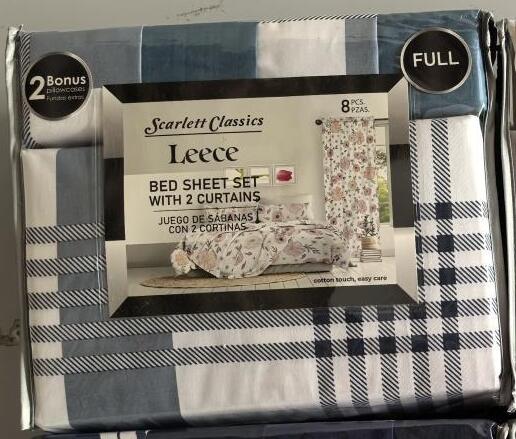 2 Bonus
pillowcases
Fundas extras
FULL
8 PCS.
PZAS.
Scarlett Classics
Leece
BED SHEET SET
WITH 2 CURTAINS
JUEGO DE SÁBANAS
CON 2 CORTINAS
cotton touch, easy care